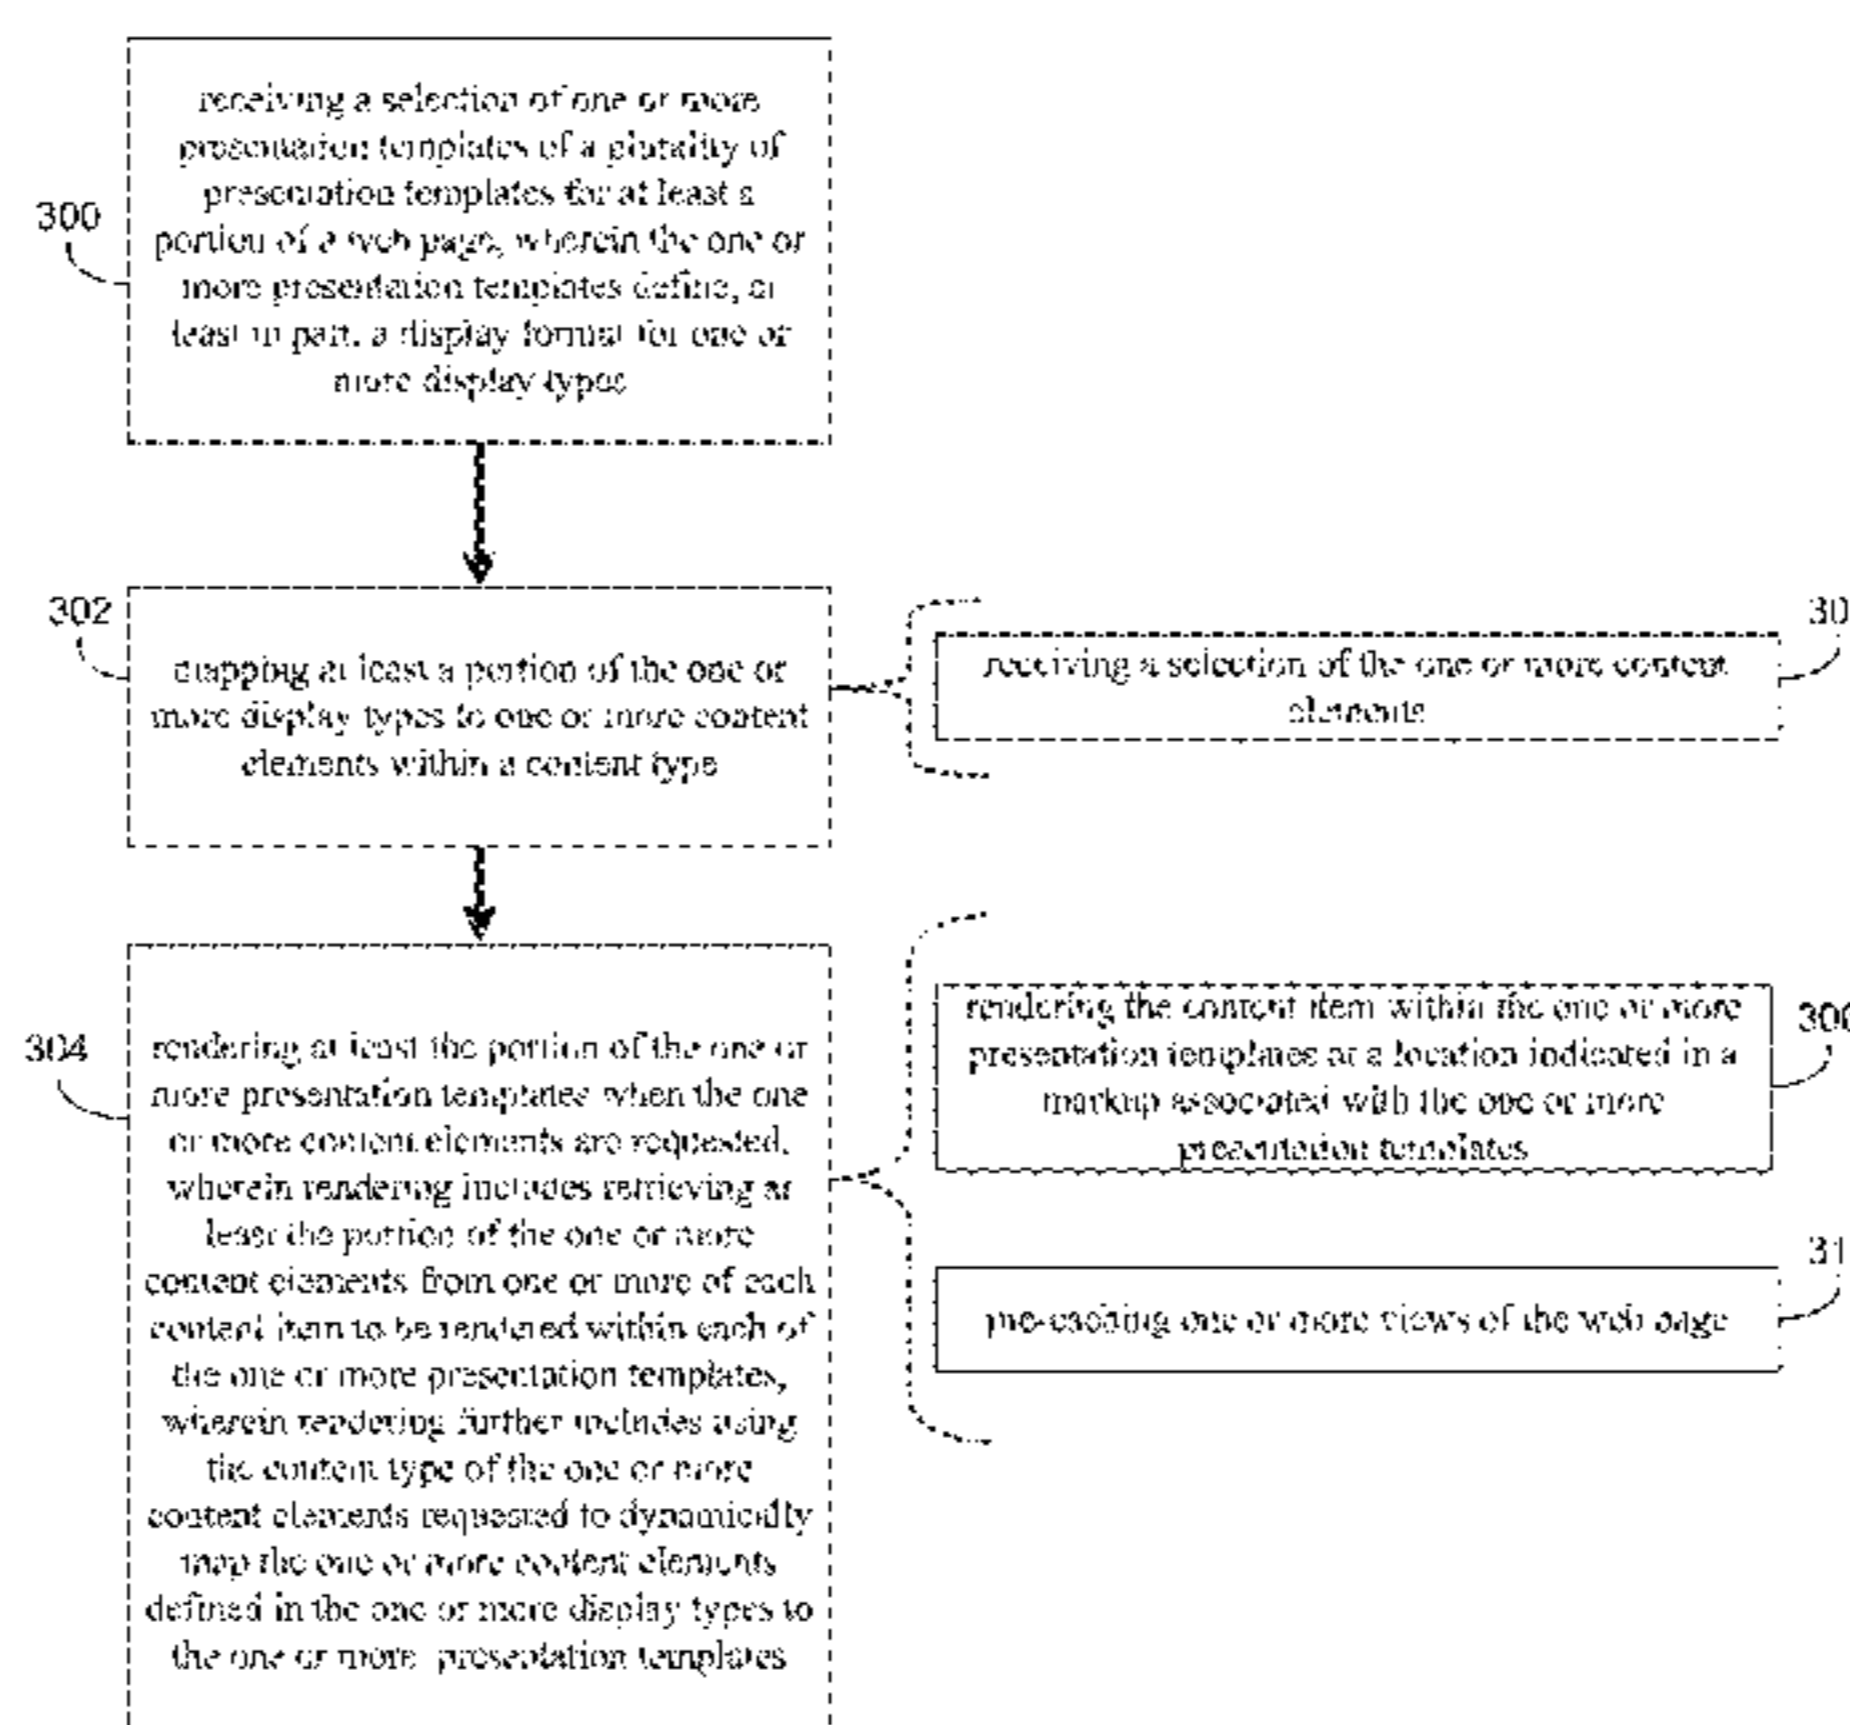 300
receiving a selection of one or more
presentation templates of a plurality of
presentation templates for at least a
portion of a web page, wherein the one or
more presentation templates define, at
least in part, a display format for one or
more display types
302
mapping at least a portion of the one or
more display types to one or more content
elements within a content type
30
receiving a selection of the one or more content
elements
304
rendering at least the portion of the one or
more presentation templates when the one
or more content elements are requested,
wherein rendering includes retrieving at
least the portion of the one or more
content elements from one or more of each
content item to be rendered within each of
the one or more presentation templates,
wherein rendering further includes using
the content type of the one or more
content elements requested to dynamically
map the one or more content elements
defined in the one or more display types to
the one or more presentation templates
rendering the content item within the one or more
presentation templates at a location indicated in a
markup associated with the one or more
presentation templates
31
pre-caching one or more views of the web page